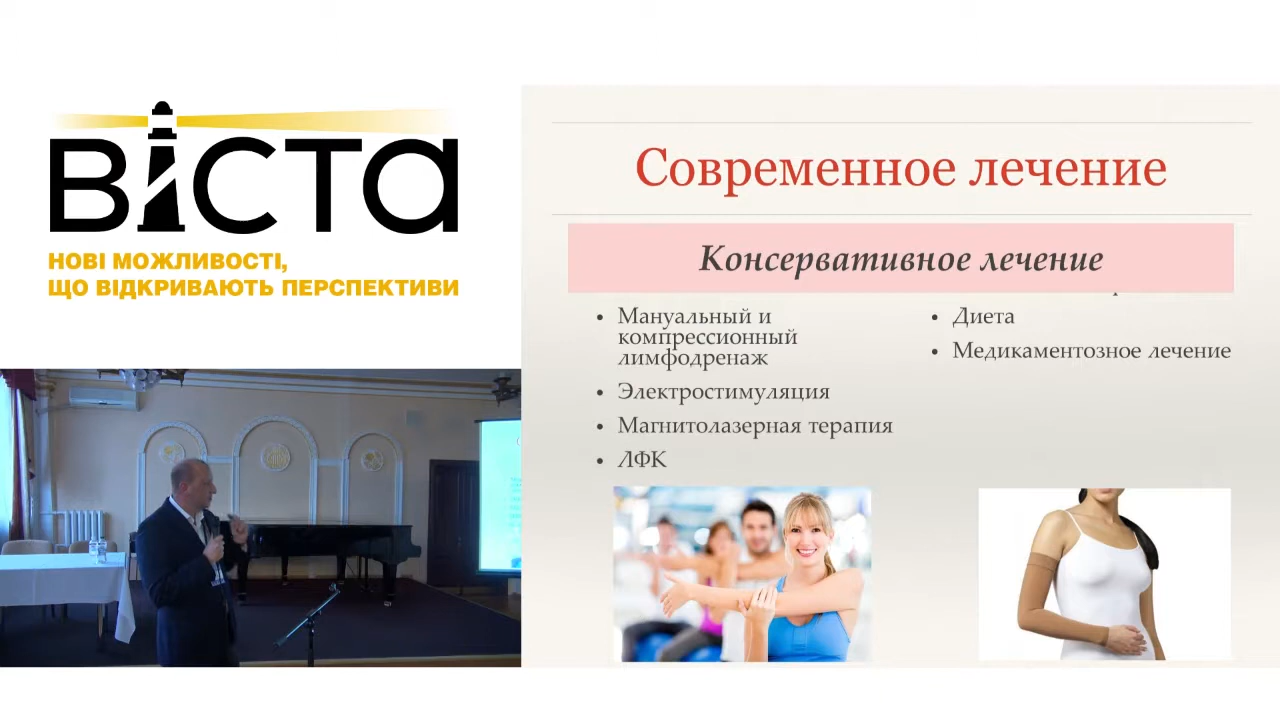 віста
НОВІ МОЖЛИВОСТІ,
ЩО ВІДКРИВАЮТЬ ПЕРСПЕКТИВИ
Современное лечение
Консервативное лечение
• Мануальный и
компрессионный
лимфодренаж
• Электростимуляция
• Магнитолазерная терапия
• ЛФК
• Диета
• Медикаментозное лечение